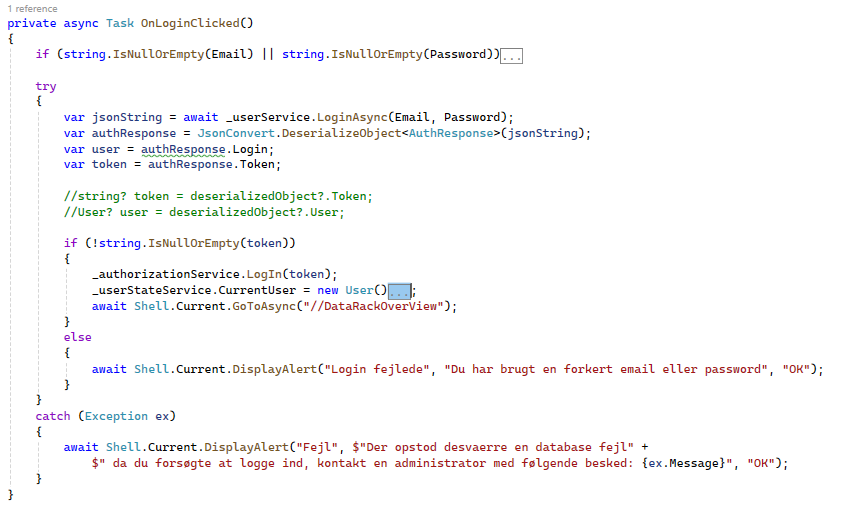 1 reference
private async Task OnLoginClicked()
{
if (string.IsNullOrEmpty(Email) || string.IsNullOrEmpty(Password))...
try
{
var jsonString = await _userService.LoginAsync(Email, Password);
var authResponse = JsonConvert.DeserializeObject<AuthResponse>(jsonString);
var user = authResponse.Login;
var token = authResponse.Token;
//string? token = deserializedObject?.Token;
//User? user = deserializedObject?.User;
if (!string.IsNullOrEmpty(token))
{
_authorizationService.LogIn(token);
_userStateService.CurrentUser = new User()...;
await Shell.Current.GoToAsync("//DataRackOverView");
}
else
{
await Shell.Current.DisplayAlert("Login fejlede", "Du har brugt en forkert email eller password", "OK");
}
}
catch (Exception ex)
{
await Shell.Current.DisplayAlert("Fejl", $"Der opstod desvaerre en database fejl" +
$" da du forsøgte at logge ind, kontakt en administrator med følgende besked: {ex.Message}", "OK");
}
}